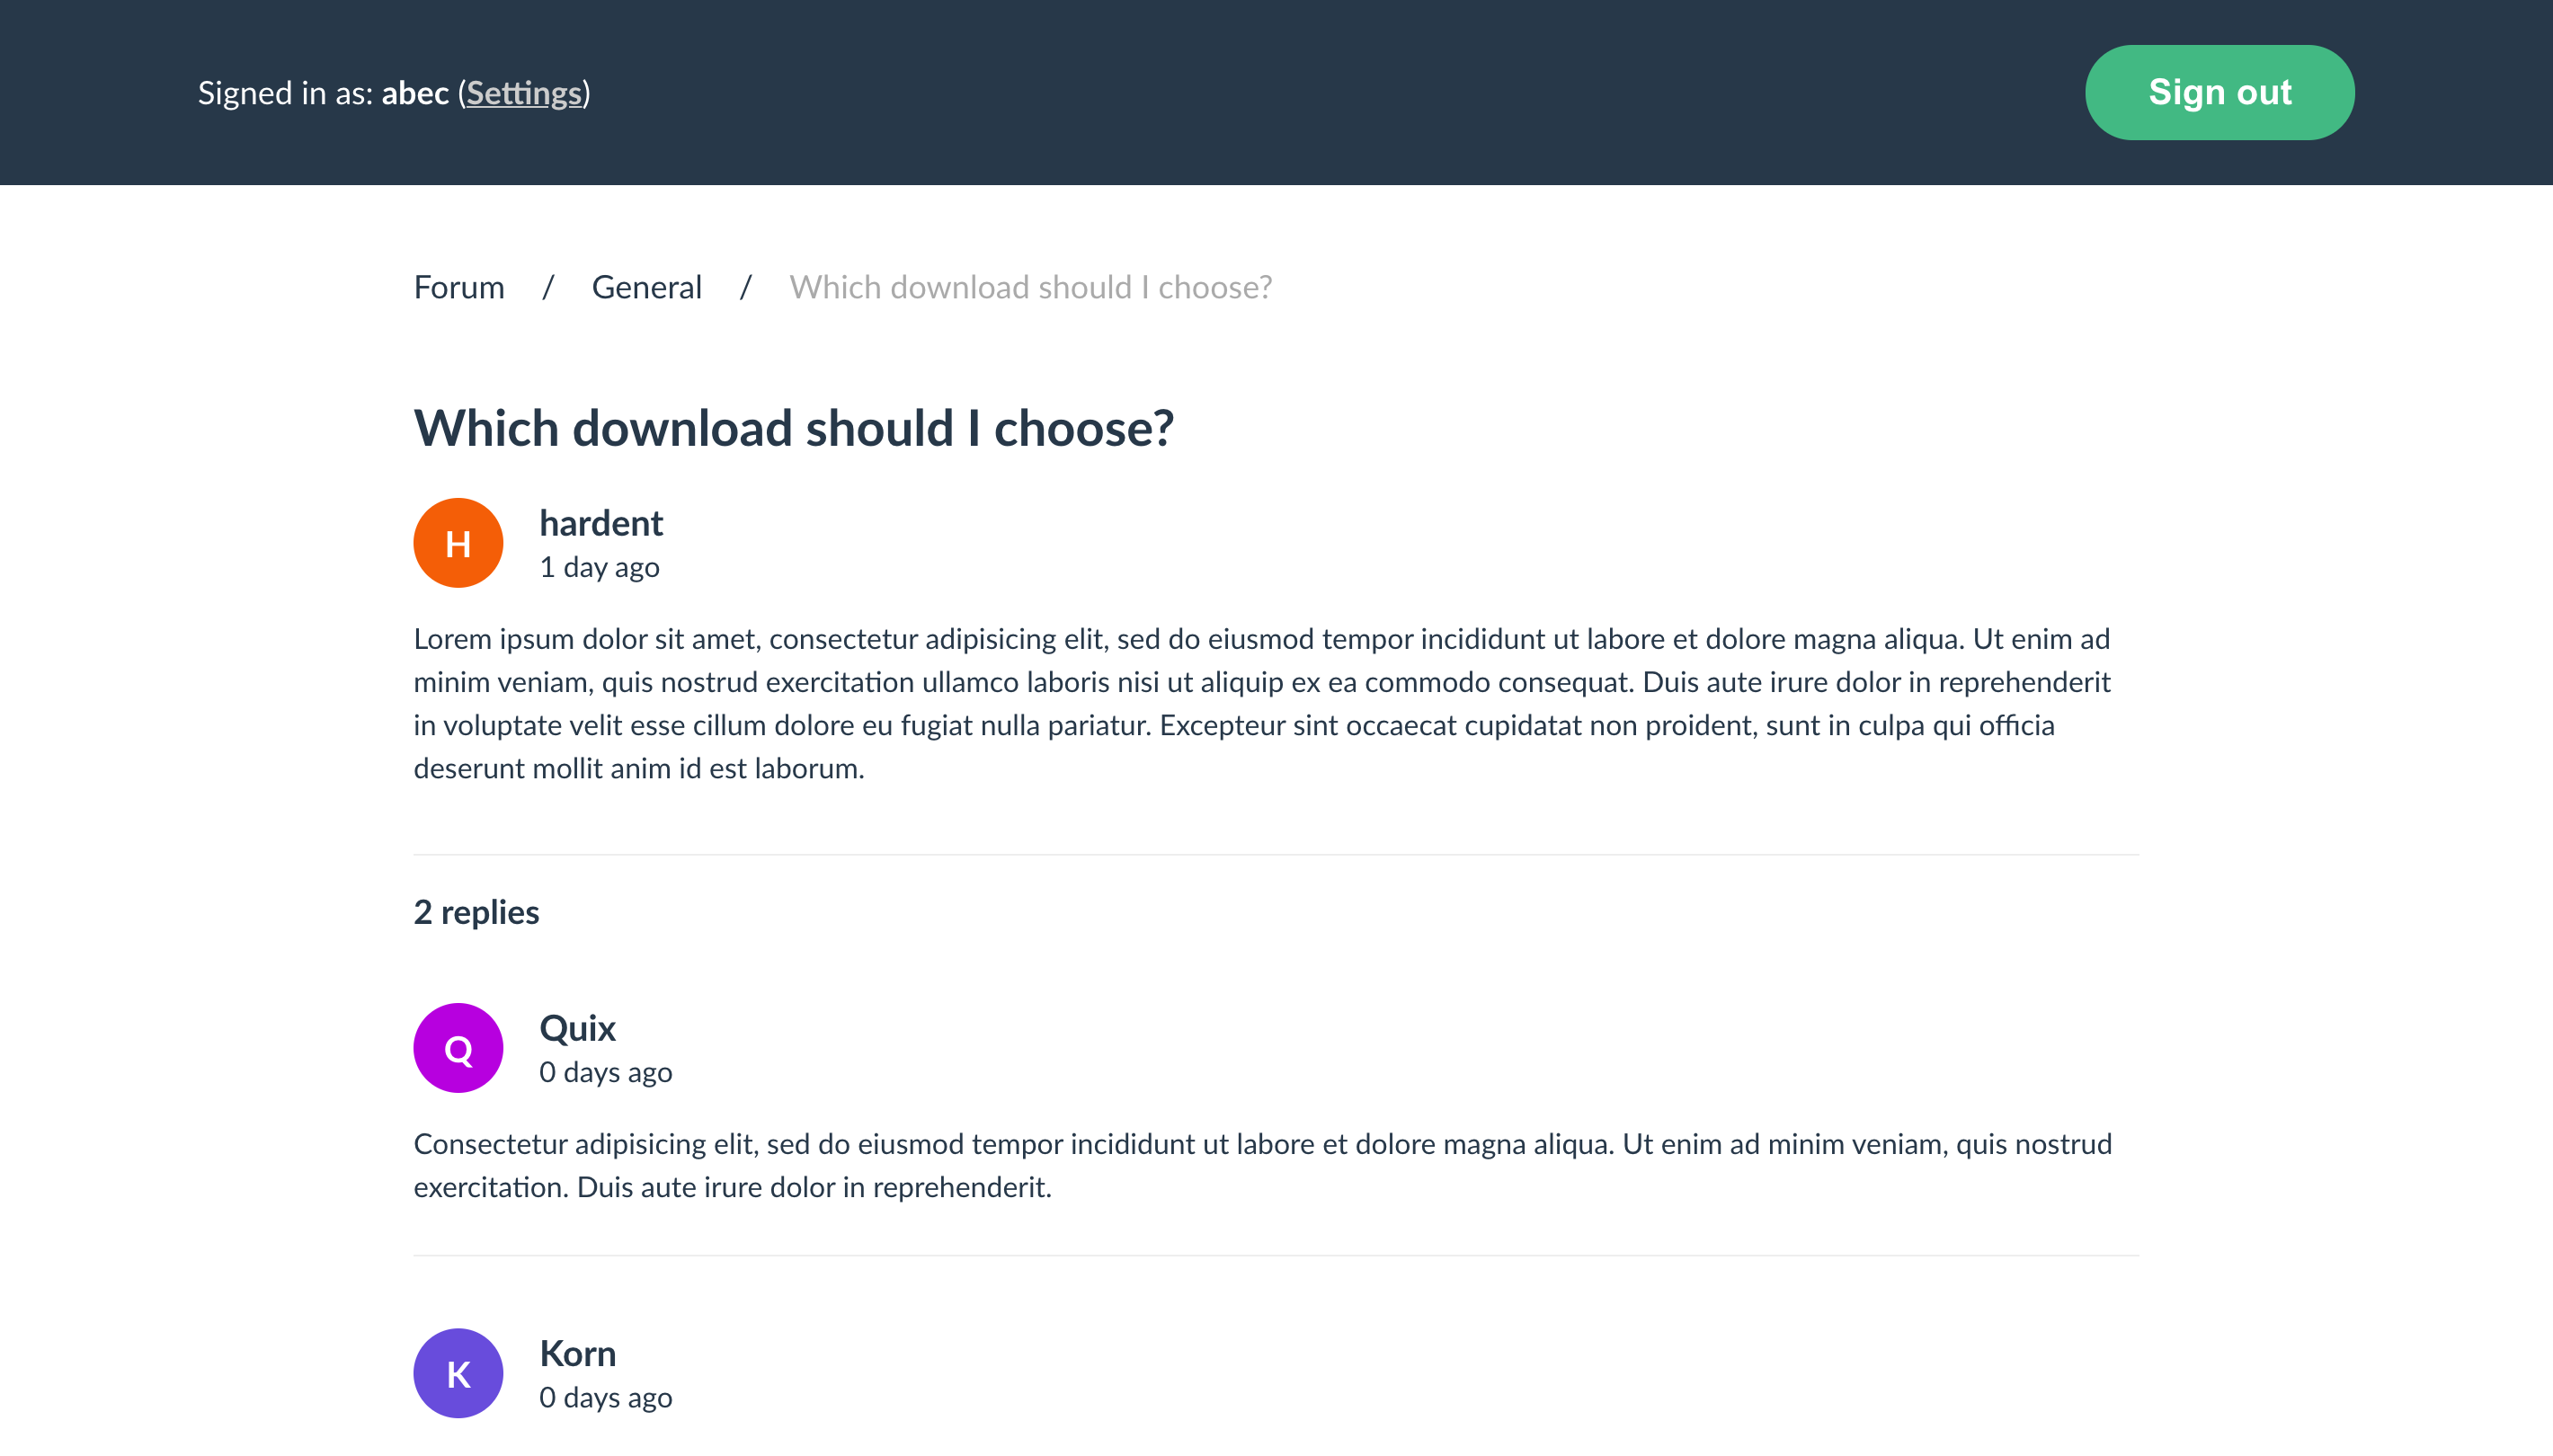 Signed in as: abec (Settings)
Sign out
Forum / General / Which download should I choose?
Which download should I choose?
H
hardent
1 day ago
Lorem ipsum dolor sit amet, consectetur adipisicing elit, sed do eiusmod tempor incididunt ut labore et dolore magna aliqua. Ut enim ad
minim veniam, quis nostrud exercitation ullamco laboris nisi ut aliquip ex ea commodo consequat. Duis aute irure dolor in reprehenderit
in voluptate velit esse cillum dolore eu fugiat nulla pariatur. Excepteur sint occaecat cupidatat non proident, sunt in culpa qui officia
deserunt mollit anim id est laborum.
2 replies
Q
Quix
0 days ago
Consectetur adipisicing elit, sed do eiusmod tempor incididunt ut labore et dolore magna aliqua. Ut enim ad minim veniam, quis nostrud
exercitation. Duis aute irure dolor in reprehenderit.
K
Korn
0 days ago